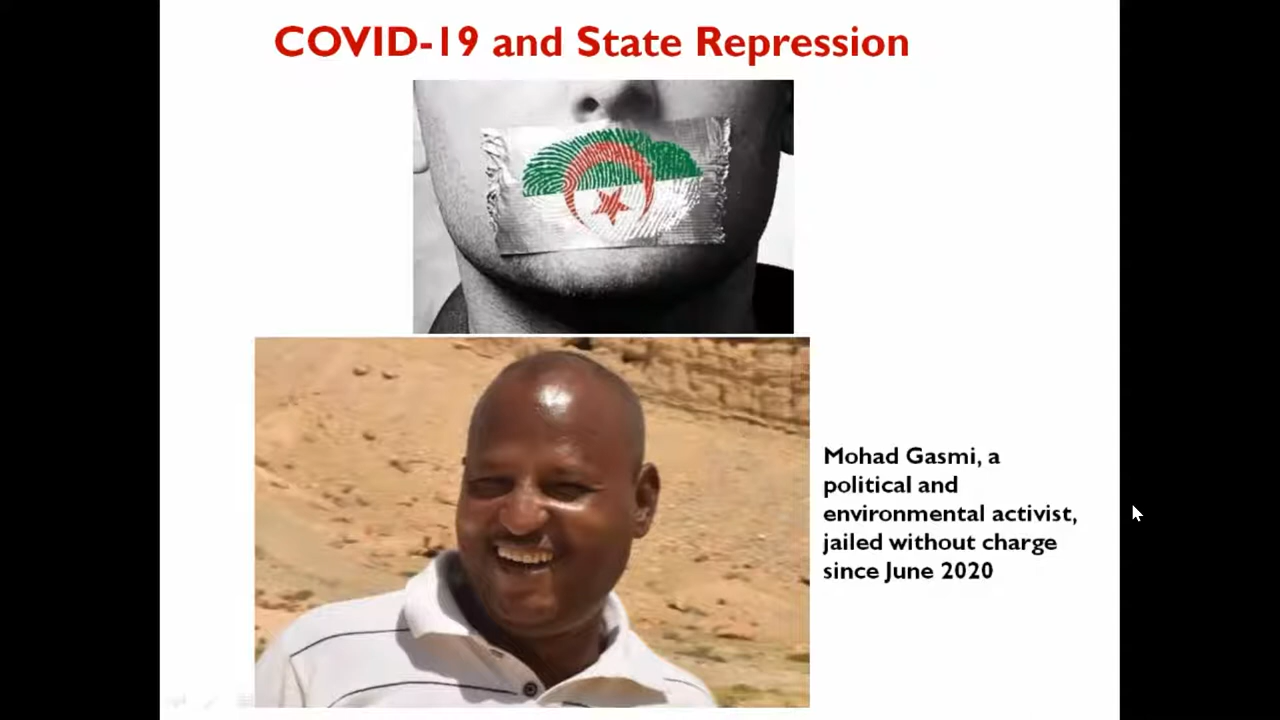 COVID-19 and State Repression
Mohad Gasmi, a
political and
environmental activist,
jailed without charge
since June 2020